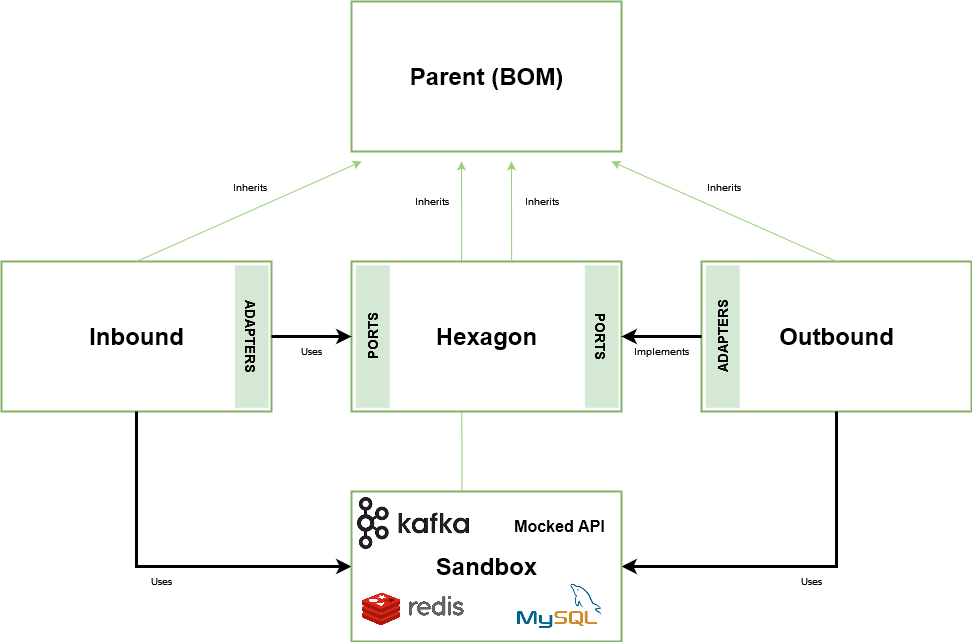 Parent (BOM)
Inherits
Inherits
Inherits
Inherits
Inbound
ADAPTERS
Uses
PORTS
Hexagon
PORTS
Implements
ADAPTERS
Outbound
kafka
Mocked API
Sandbox
redis
MySQL
Uses
Uses